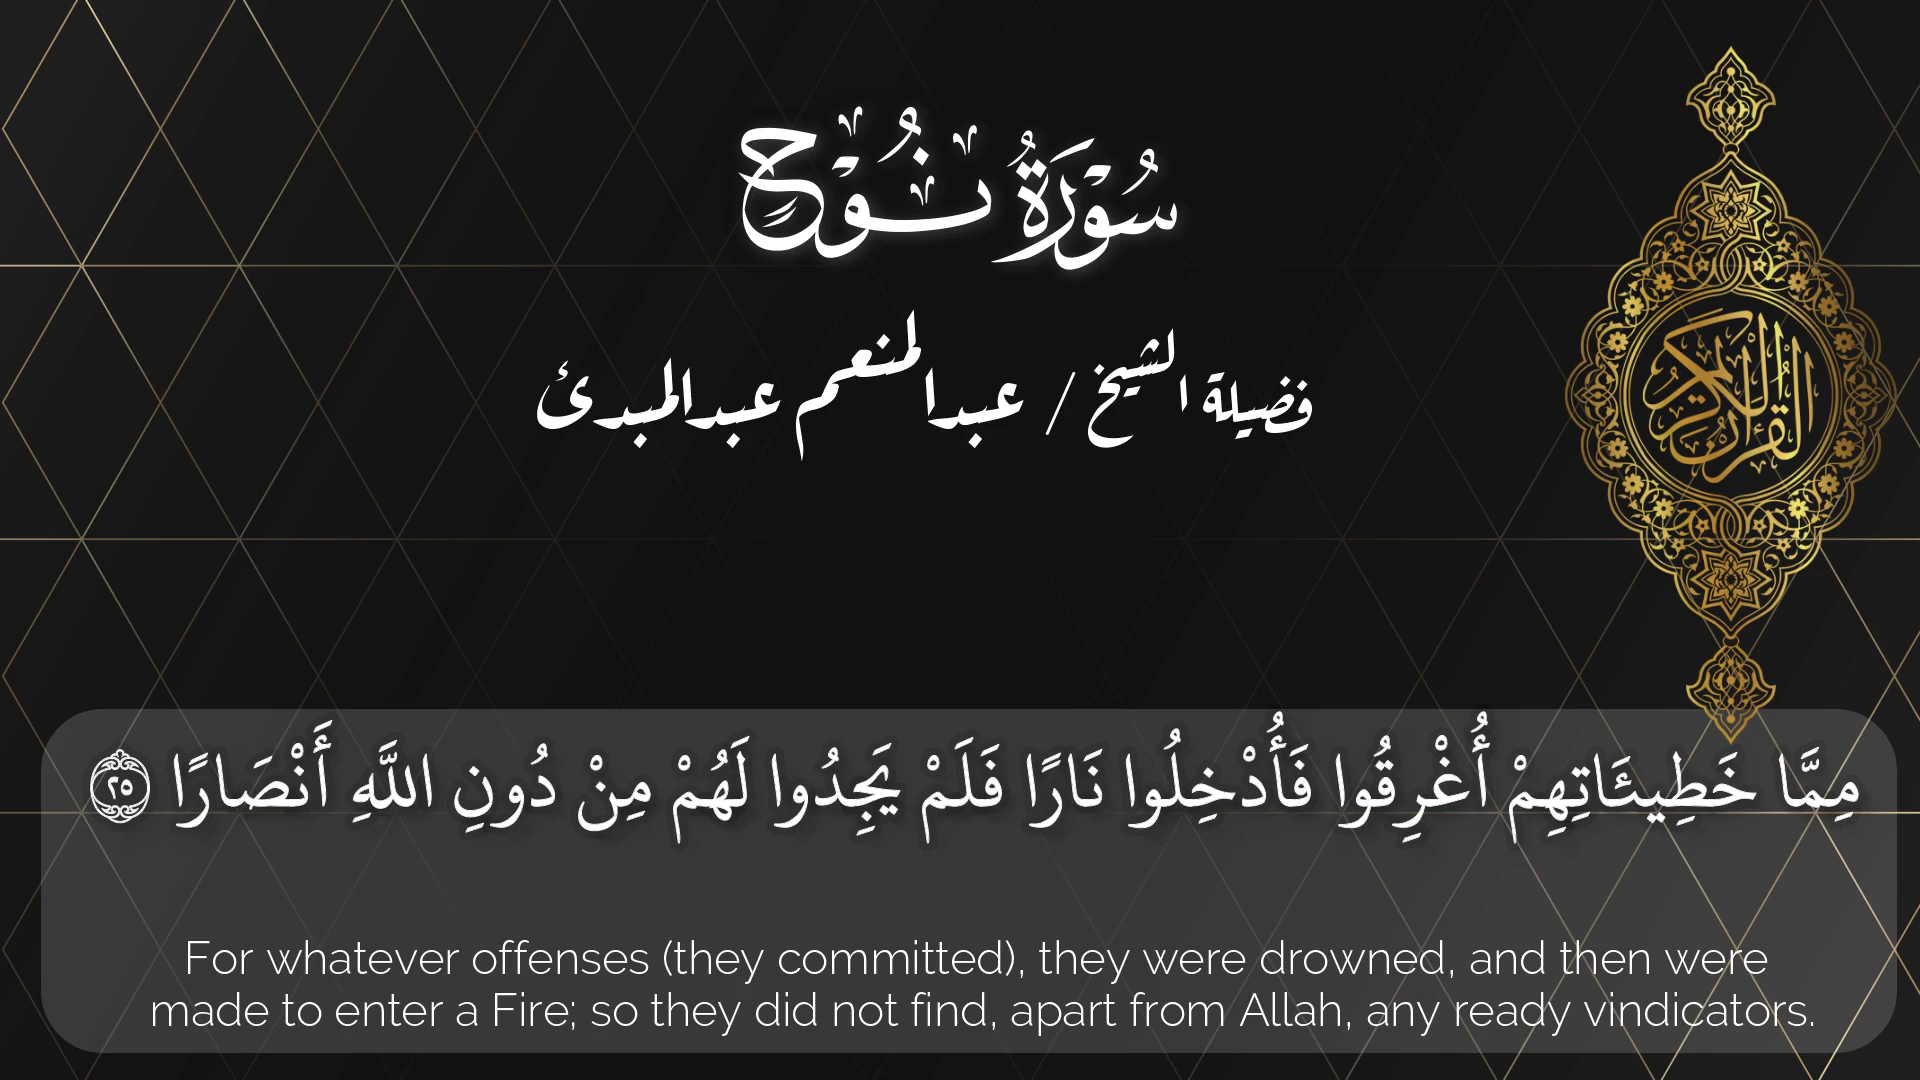 سُوْرَةُ نُوْحٍ
فضيلة الشيخ / عبدالمنعم عبدالمبدئ
القرآن الكريم
مِمَّا خَطِيئَاتِهِمْ أُغْرِقُوا فَأُدْخِلُوا نَارًا فَلَمْ يَجِدُوا لَهُمْ مِنْ دُونِ اللَّهِ أَنْصَارًا ٢٥
For whatever offenses (they committed), they were drowned, and then were
made to enter a Fire; so they did not find, apart from Allah, any ready vindicators.